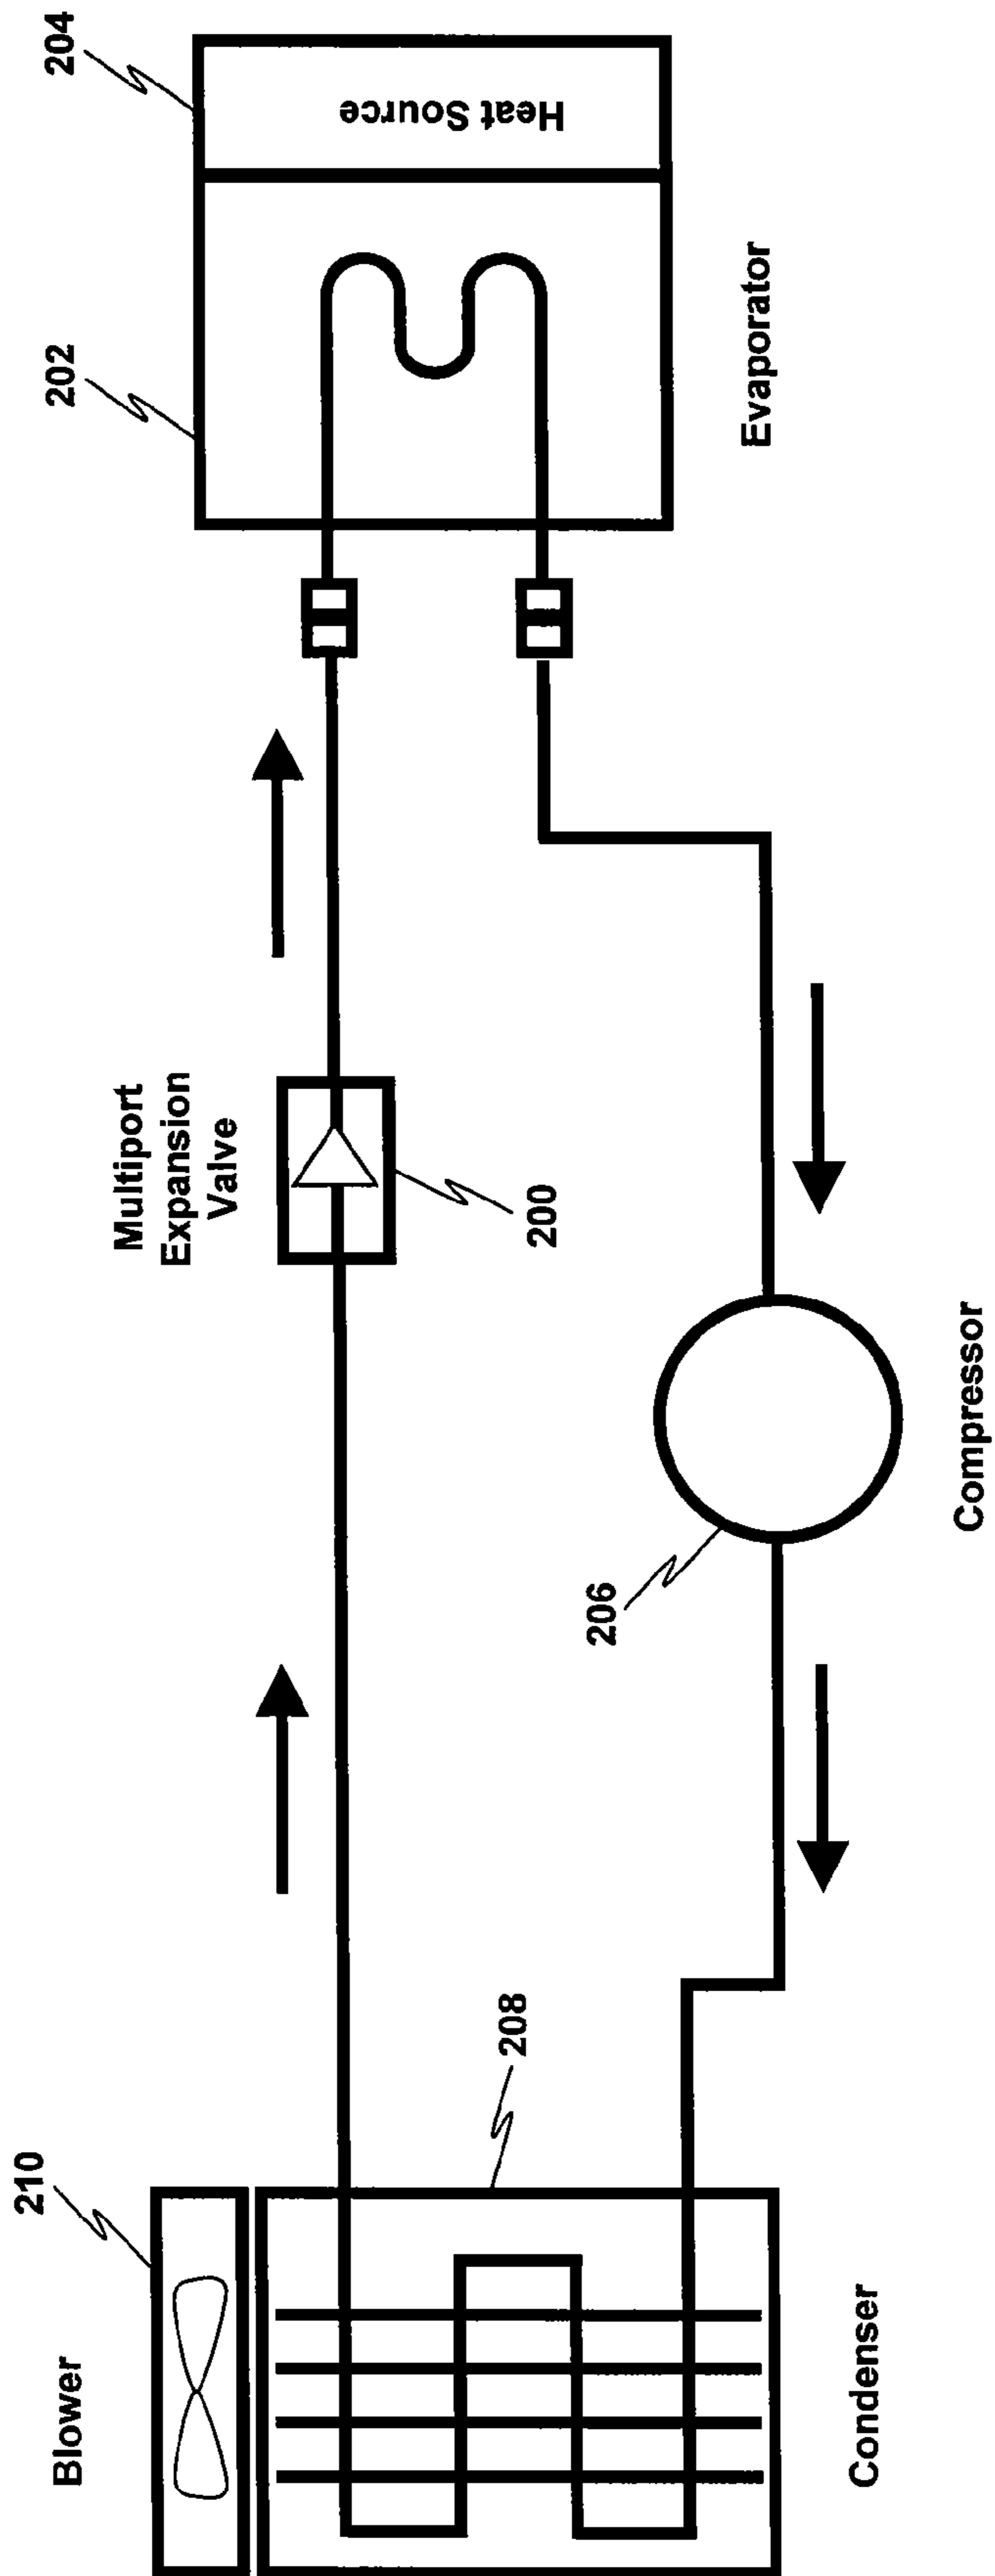 210
Blower
208
Condenser
Multiport
Expansion
Valve
200
206
Compressor
202
204
Heat Source
Evaporator